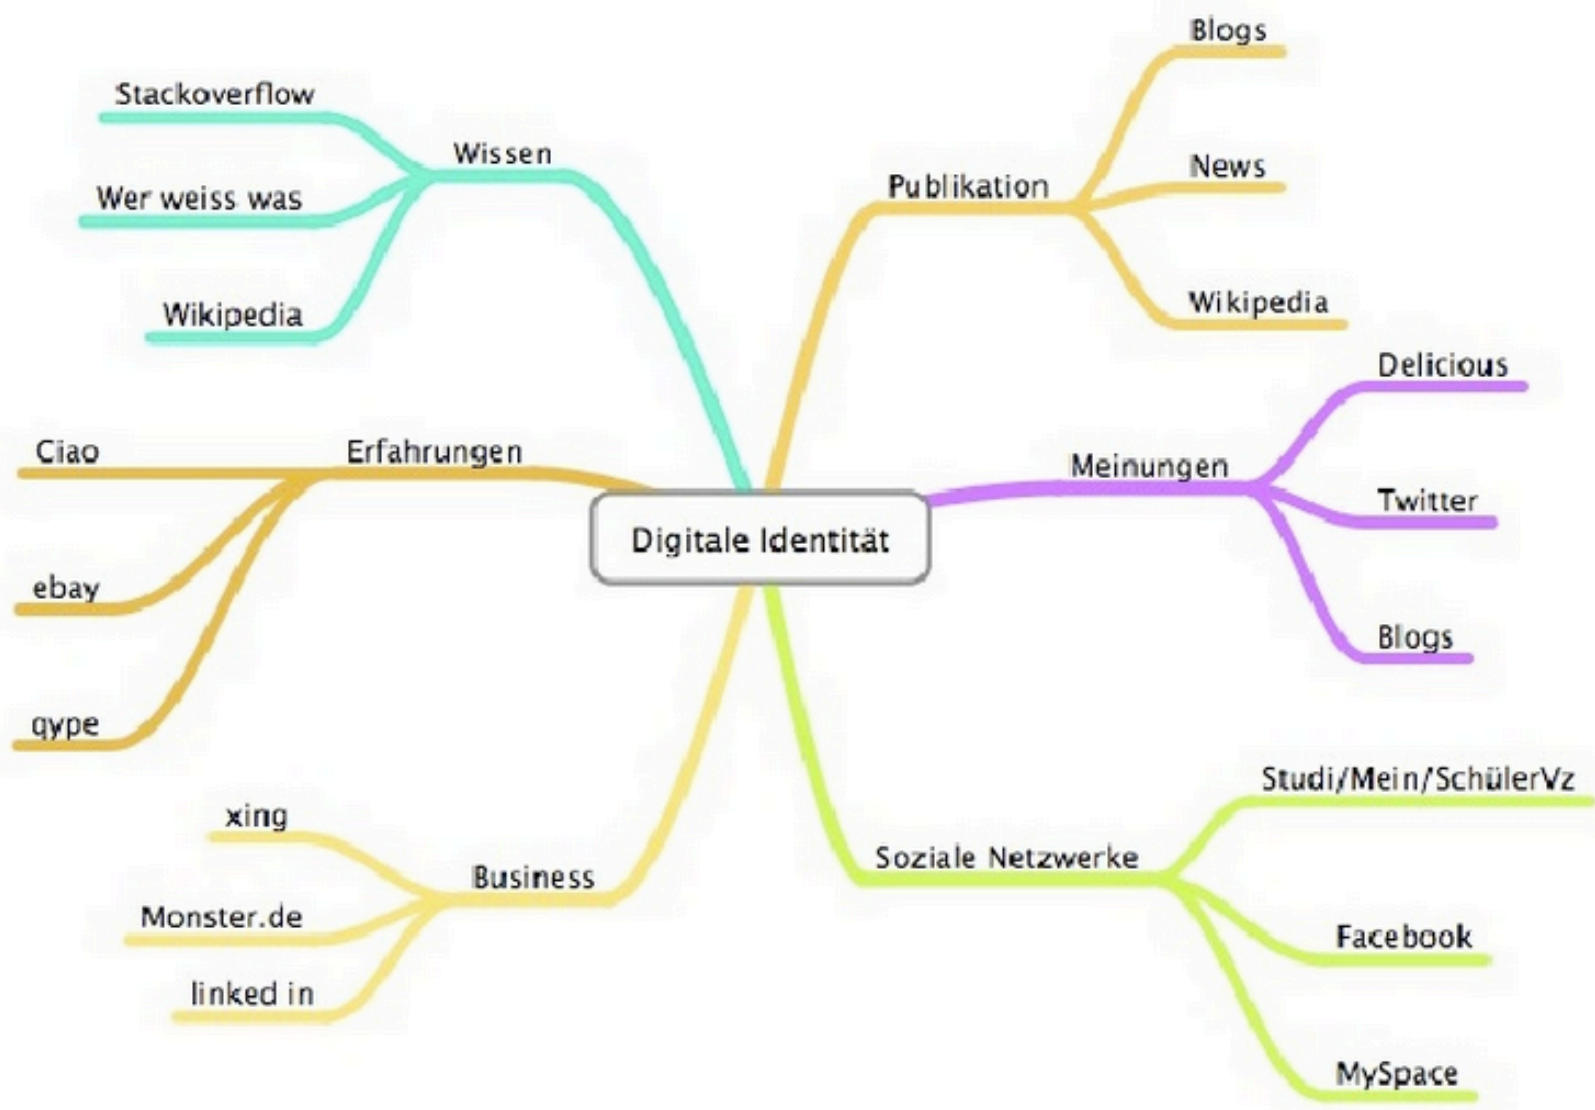 Digitale Identität
Wissen
Stackoverflow
Wer weiss was
Wikipedia
Erfahrungen
Ciao
ebay
qype
Business
xing
Monster.de
linked in
Publikation
Blogs
News
Wikipedia
Meinungen
Delicious
Twitter
Blogs
Soziale Netzwerke
Studi/Mein/SchülerVz
Facebook
MySpace